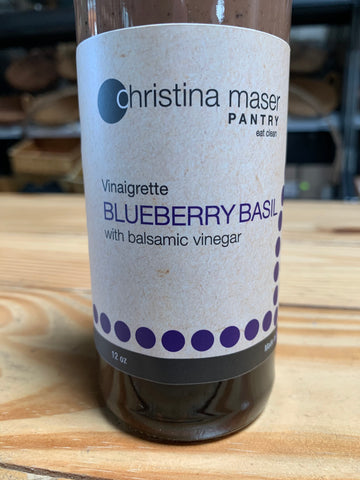 christina maser
PANTRY
eat clean
Vinaigrette
BLUEBERRY BASIL
with balsamic vinegar
12 oz